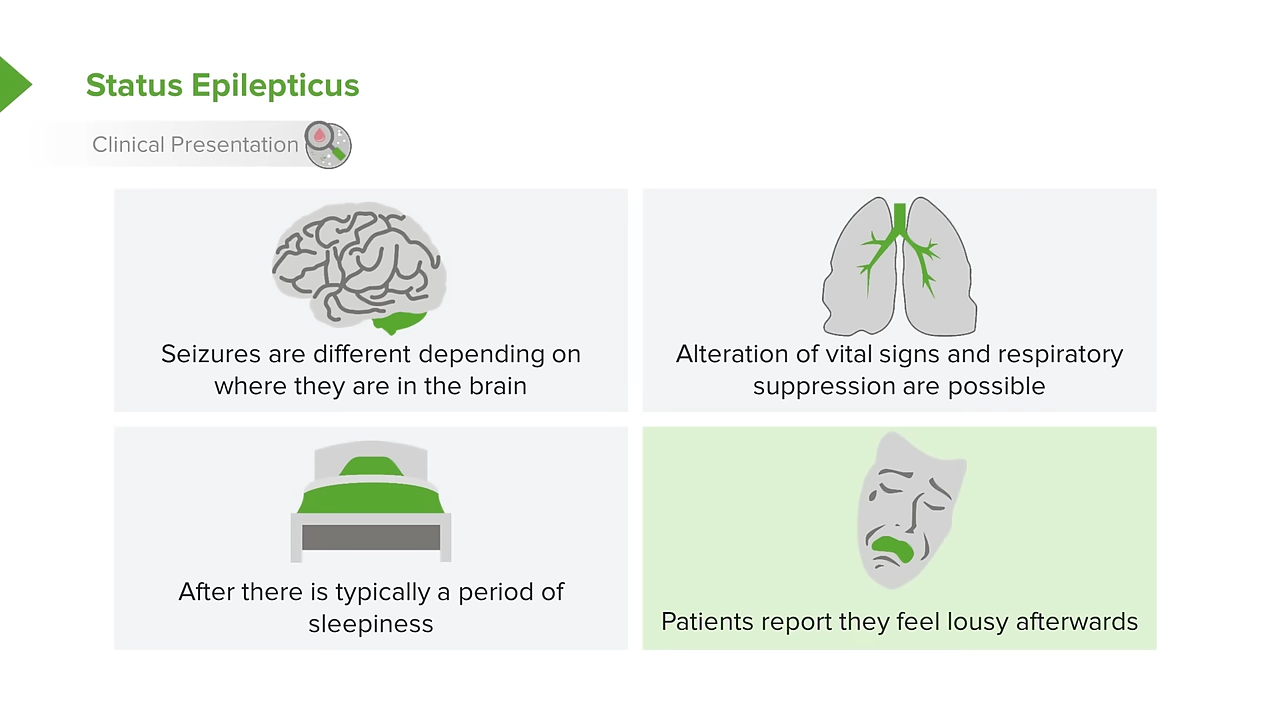 Status Epilepticus
Clinical Presentation
Seizures are different depending on
where they are in the brain
Alteration of vital signs and respiratory
suppression are possible
After there is typically a period of
sleepiness
Patients report they feel lousy afterwards